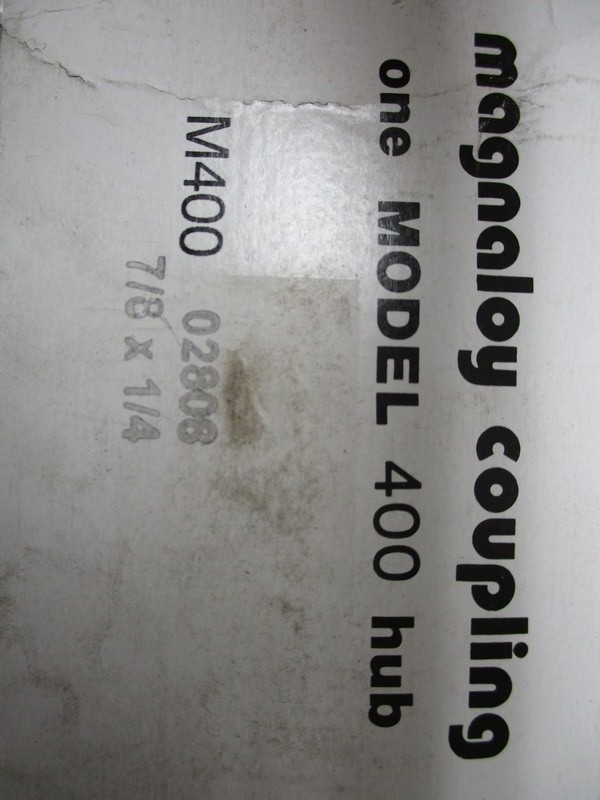 magnaloy coupling
one MODEL 400 hub
M400 02808
7/8 x 1/4